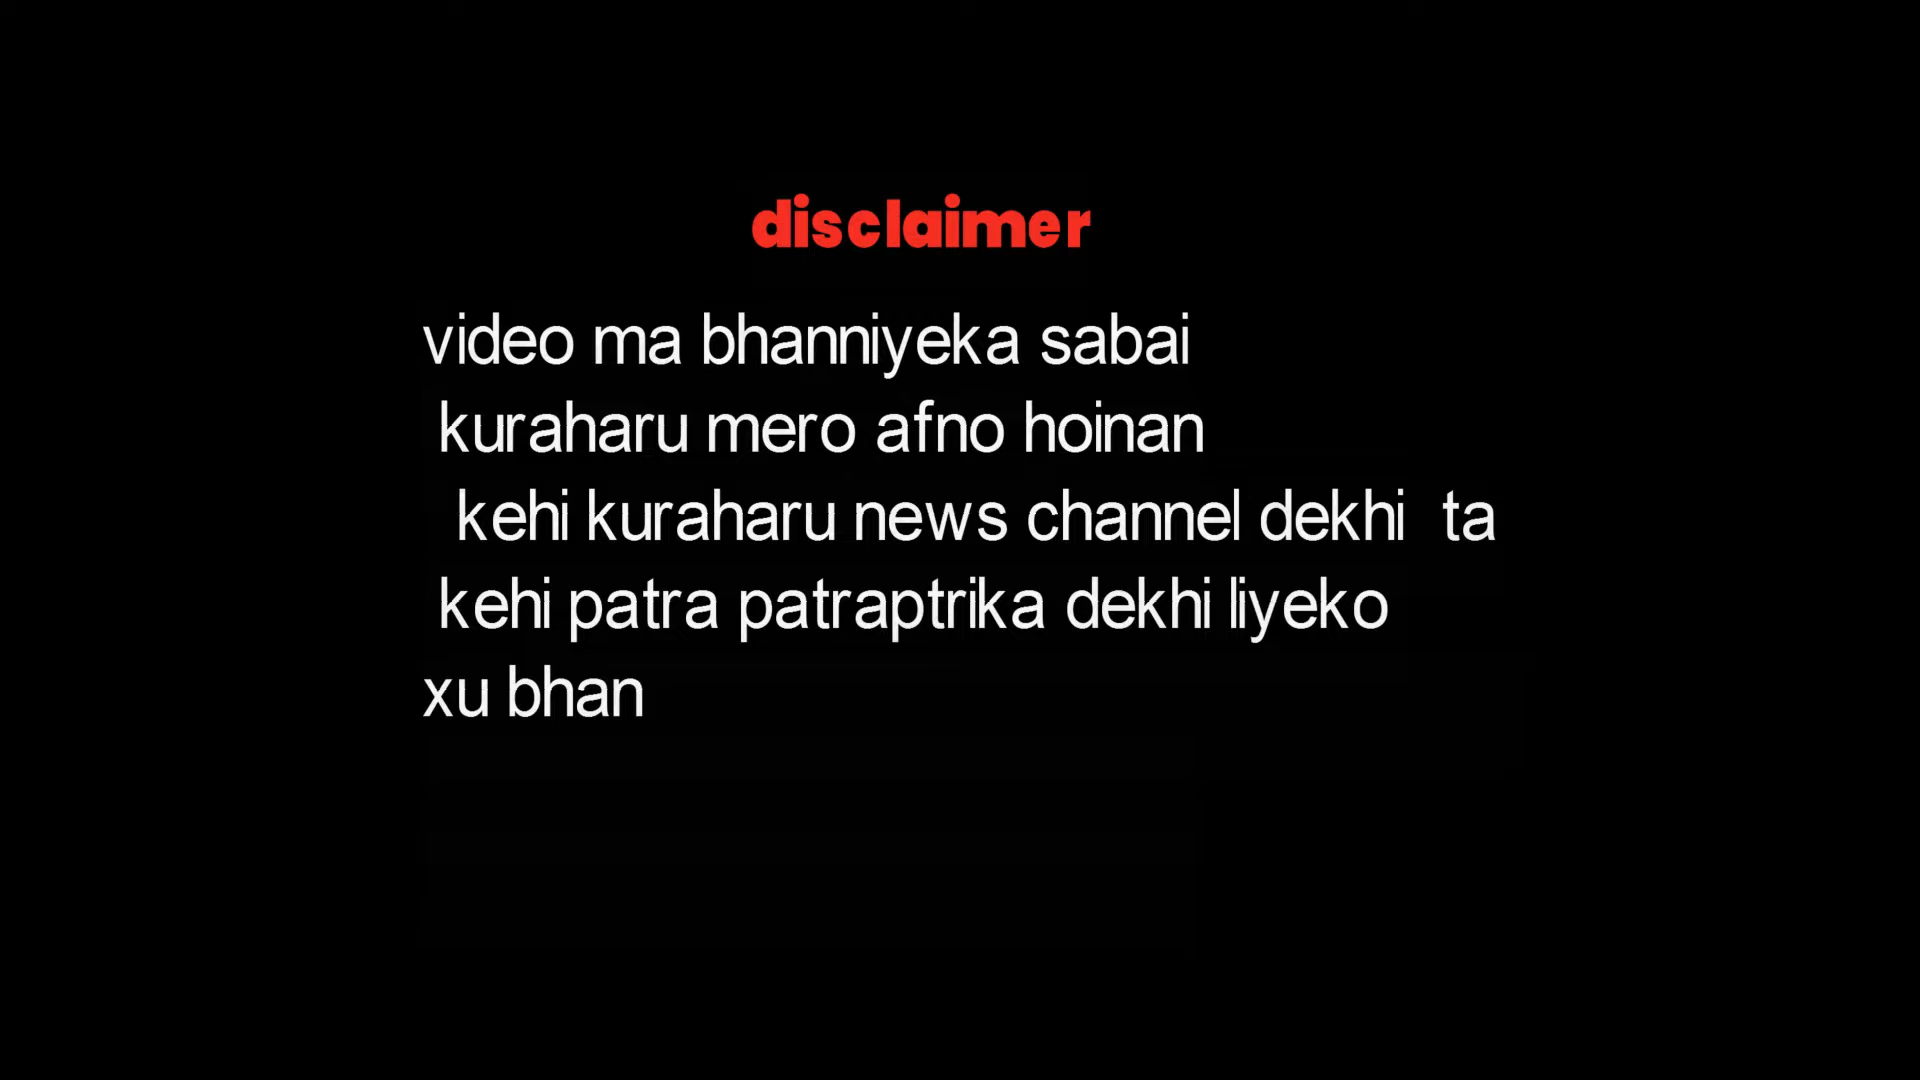 disclaimer
video ma bhanniyeka sabai
kuraharu mero afno hoinan
kehi kuraharu news channel dekhi  ta
kehi patra patraptrika dekhi liyeko
xu bhan